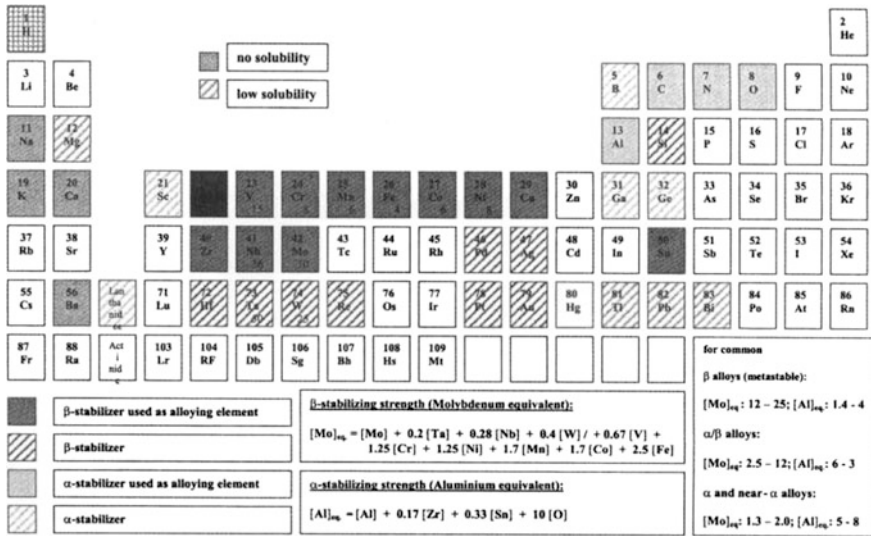 1 2
H He
no solubility
low solubility
3 4 5 6 7 8 9 10
Li Be B C N O F Ne
11 12 13 14 15 16 17 18
Na Mg Al Si P S Cl Ar
19 20 21 23 24 25 26 27 28 29 30 31 32 33 34 35 36
K Ca Sc V Cr Mn Fe Co Ni Cu Zn Ga Ge As Se Br Kr
15 6 4 6 8
37 38 39 40 41 42 43 44 45 46 47 48 49 50 51 52 53 54
Rb Sr Y Zr Nb Mo Tc Ru Rh Pd Ag Cd In Sn Sb Te I Xe
36 10
55 56 Lan 71 72 73 74 75 76 77 78 79 80 81 82 83 84 85 86
Cs Ba tha Lu Hf Ta W Re Os Ir Pt Au Hg Tl Pb Bi Po At Rn
nid 50 25
es
87 88 Act 103 104 105 106 107 108 109
Fr Ra i Lr RF Db Sg Bh Hs Mt
nide
β-stabilizer used as alloying element
β-stabilizer
α-stabilizer used as alloying element
α-stabilizer
β-stabilizing strength (Molybdenum equivalent):
[Mo]eq. = [Mo] + 0.2 [Ta] + 0.28 [Nb] + 0.4 [W] / + 0.67 [V] +
1.25 [Cr] + 1.25 [Ni] + 1.7 [Mn] + 1.7 [Co] + 2.5 [Fe]
α-stabilizing strength (Aluminium equivalent):
[Al]eq. = [Al] + 0.17 [Zr] + 0.33 [Sn] + 10 [O]
for common
β alloys (metastable):
[Mo]eq: 12 – 25; [Al]eq: 1.4 - 4
α/β alloys:
[Mo]eq: 2.5 – 12; [Al]eq: 6 - 3
α and near- α alloys:
[Mo]eq: 1.3 – 2.0; [Al]eq: 5 - 8